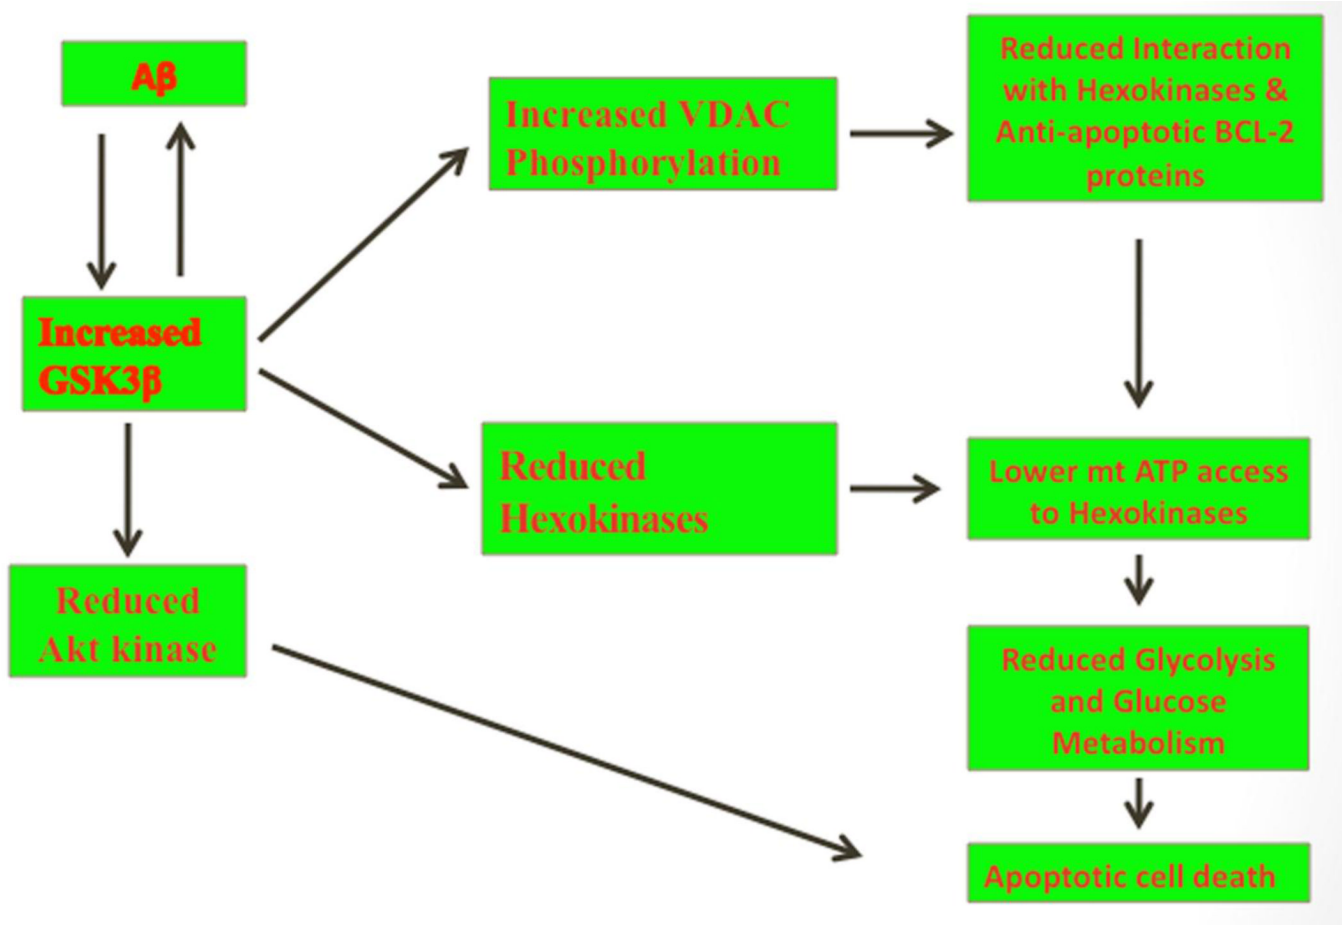 Aβ
Increased
GSK3β
Reduced
Akt kinase
Increased VDAC
Phosphorylation
Reduced
Hexokinases
Reduced Interaction
with Hexokinases &
Anti-apoptotic BCL-2
proteins
Lower mt ATP access
to Hexokinases
Reduced Glycolysis
and Glucose
Metabolism
Apoptotic cell death